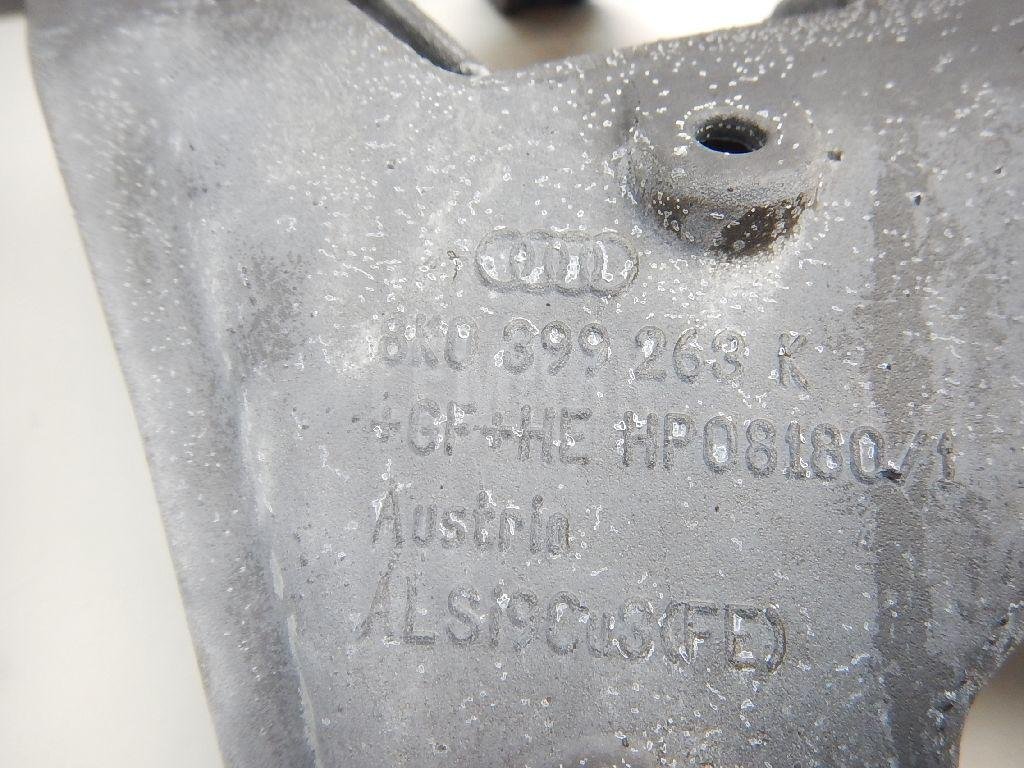 8K0 399 263 K
+GF+HE HP08180/1
Austria
ALSi9Cu3(FE)